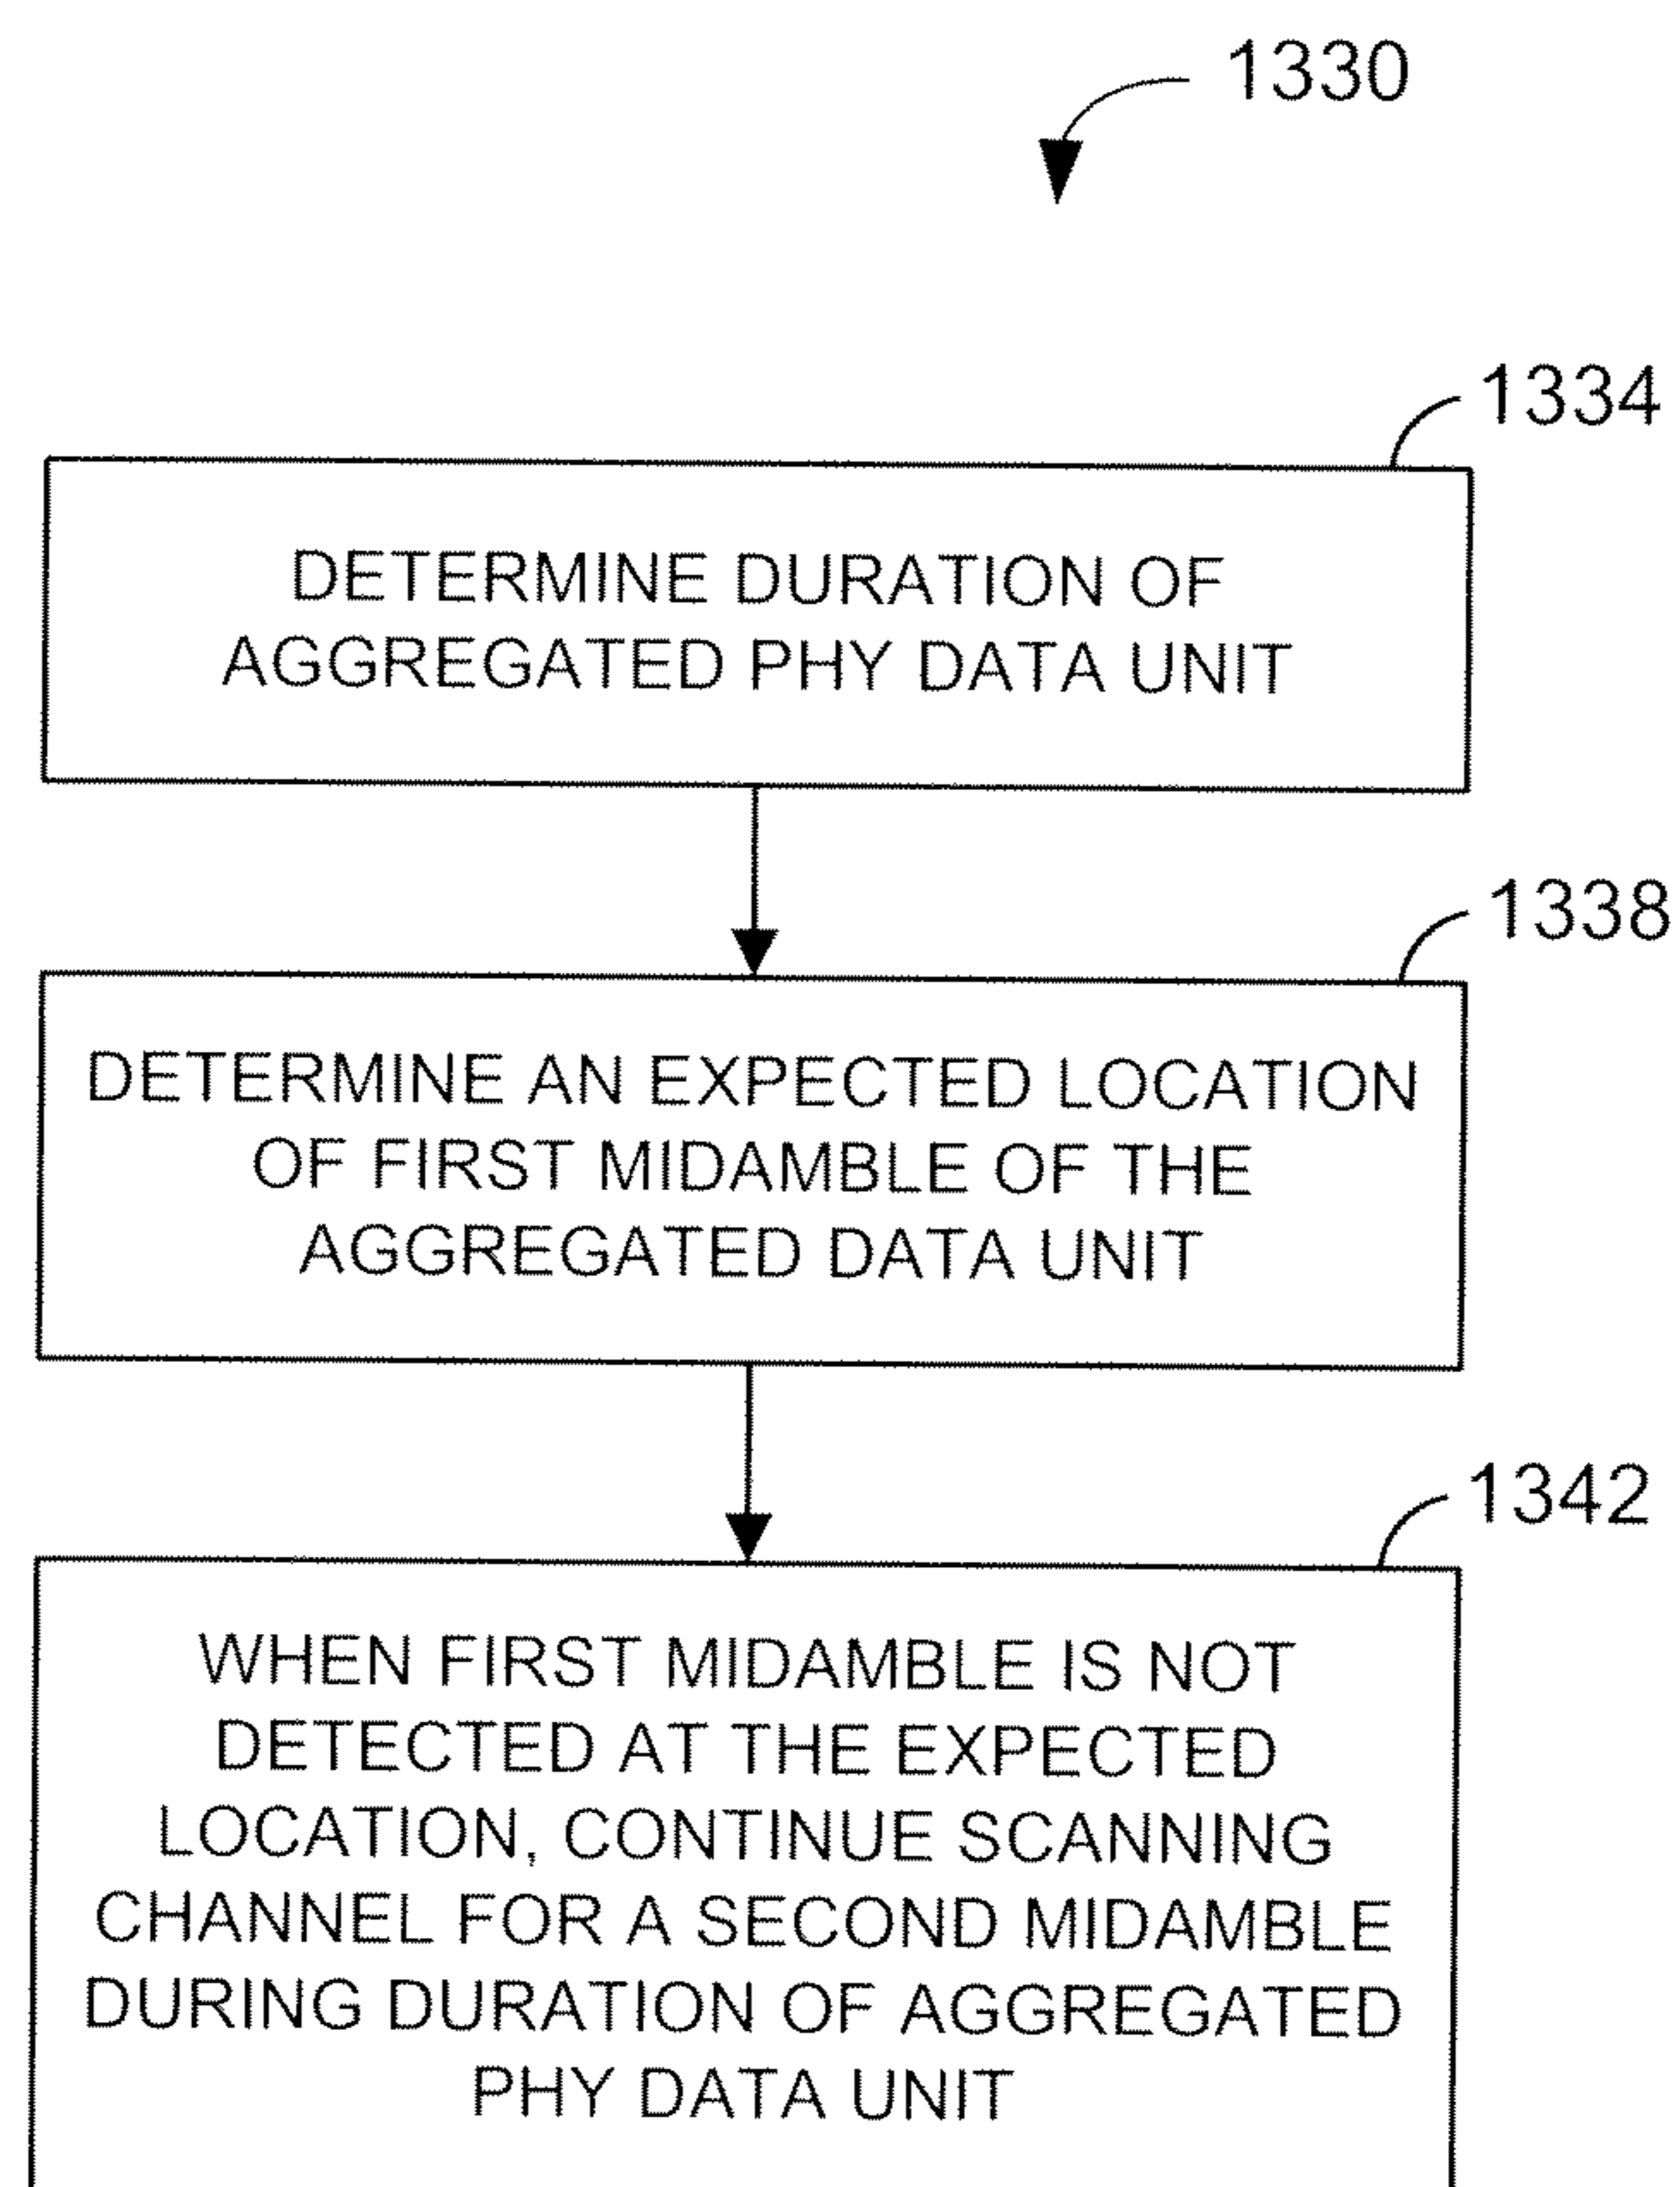 1330
1334
DETERMINE DURATION OF
AGGREGATED PHY DATA UNIT
1338
DETERMINE AN EXPECTED LOCATION
OF FIRST MIDAMBLE OF THE
AGGREGATED DATA UNIT
1342
WHEN FIRST MIDAMBLE IS NOT
DETECTED AT THE EXPECTED
LOCATION, CONTINUE SCANNING
CHANNEL FOR A SECOND MIDAMBLE
DURING DURATION OF AGGREGATED
PHY DATA UNIT